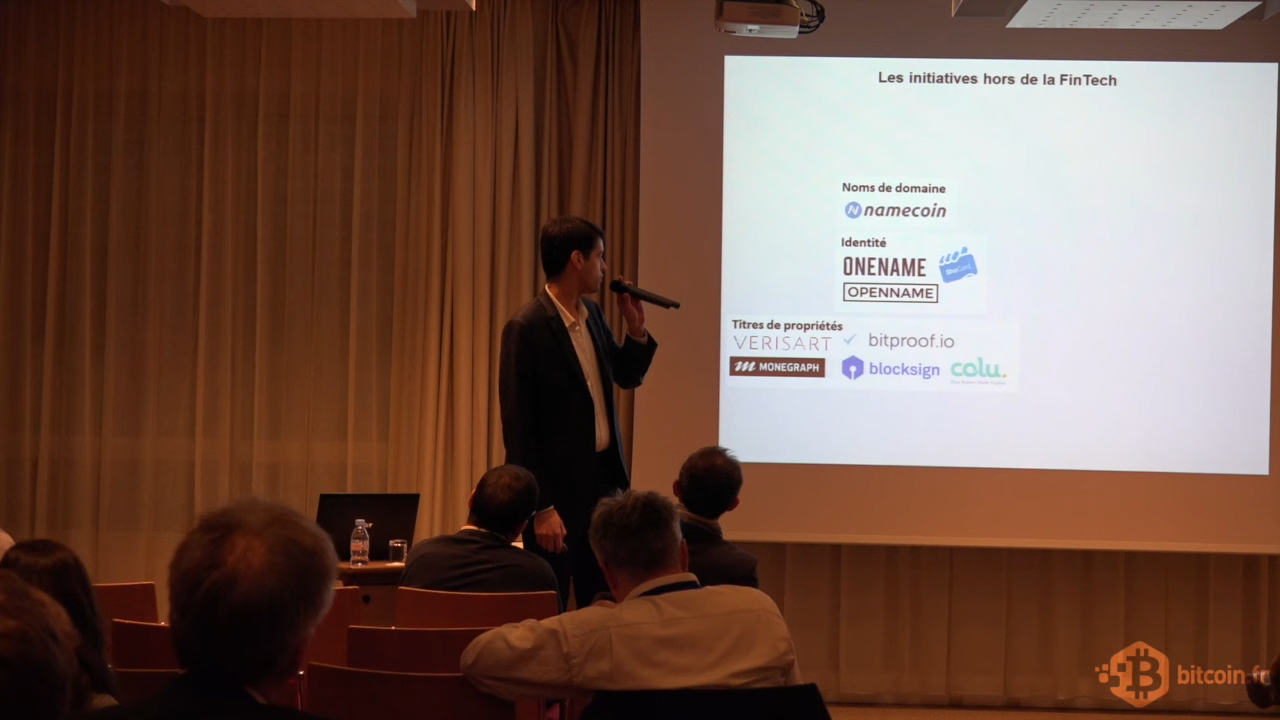 Les initiatives hors de la FinTech
Noms de domaine
namecoin
Identité
ONENAME
ShoCard
OPENNAME
Titres de propriétés
VERISART
bitproof.io
MONEGRAPH
blocksign
colu.
bitcoin.fr